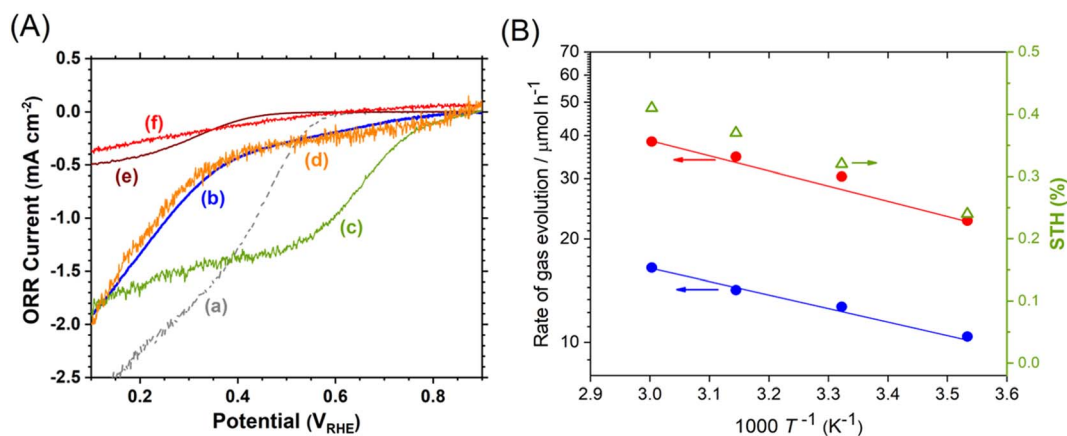 (A)
ORR Current (mA cm⁻²)
0.5
0.0
-0.5
-1.0
-1.5
-2.0
-2.5
(f)
(e)
(b)
(d)
(c)
(a)
0.2 0.4 0.6 0.8
Potential (V_RHE)
(B)
Rate of gas evolution / μmol h⁻¹
70
60
50
40
30
20
10
0.5
0.4
0.3
0.2
0.1
0.0
STH (%)
2.9 3.0 3.1 3.2 3.3 3.4 3.5 3.6
1000 T⁻¹ (K⁻¹)